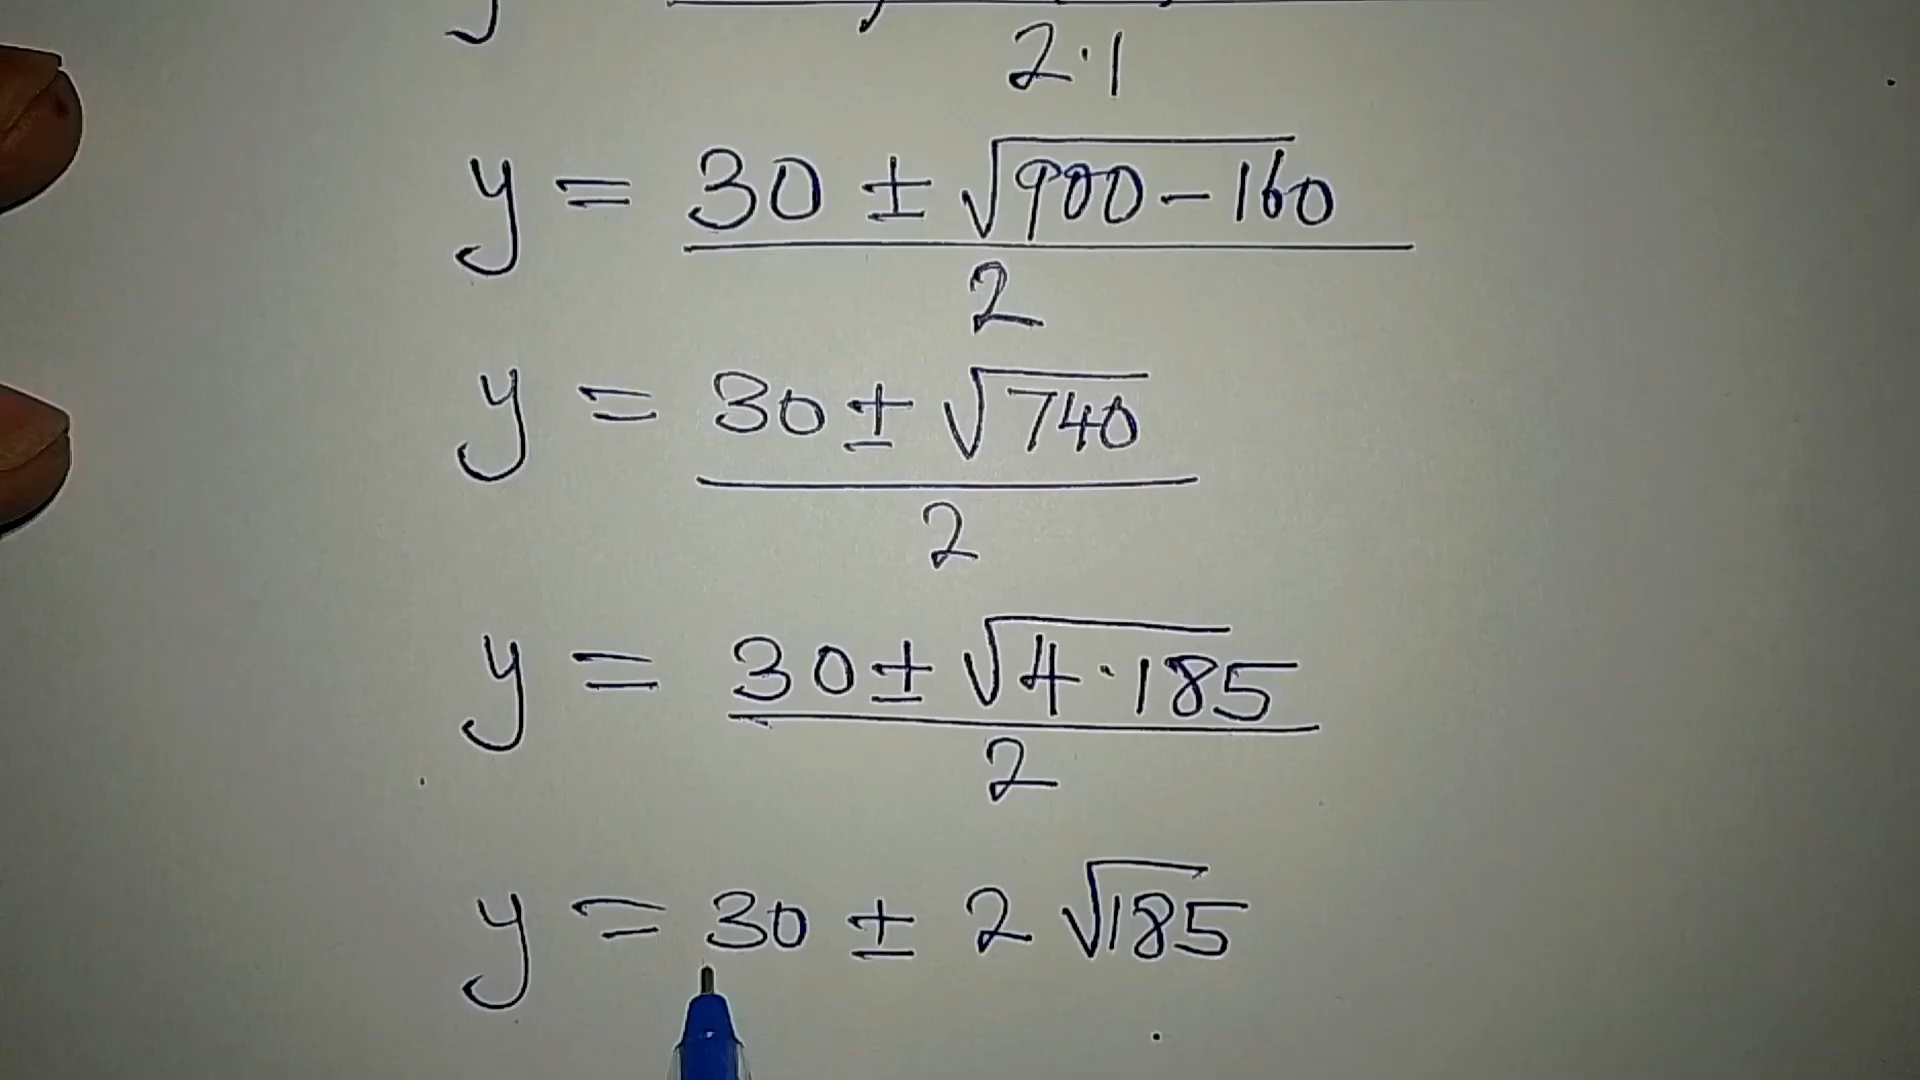 2·1
y = 30 ± √900-160
2
y = 30 ± √740
2
y = 30 ± √4·185
2
y = 30 ± 2 √185